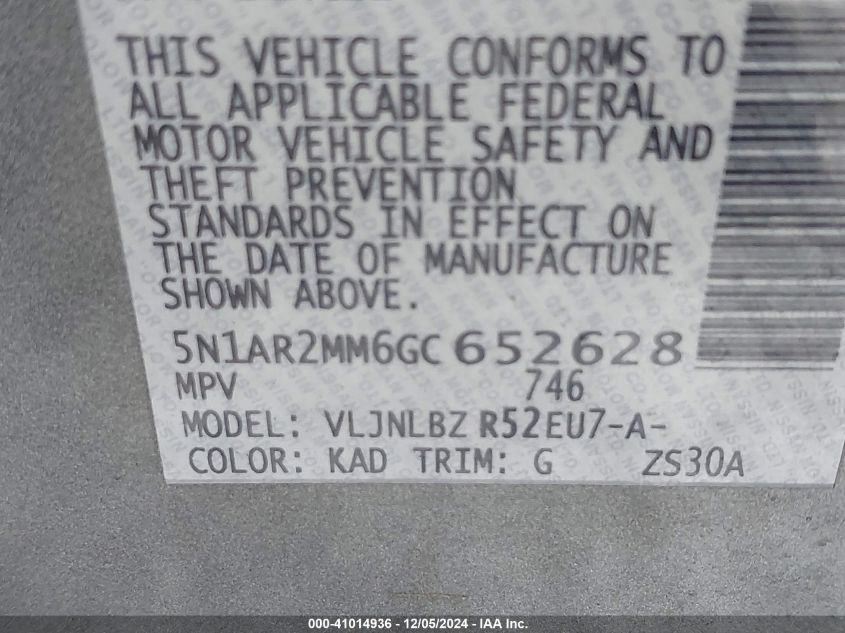 THIS VEHICLE CONFORMS TO
ALL APPLICABLE FEDERAL
MOTOR VEHICLE SAFETY AND
THEFT PREVENTION
STANDARDS IN EFFECT ON
THE DATE OF MANUFACTURE
SHOWN ABOVE.
5N1AR2MM6GC652628
MPV 746
MODEL: VLJNLBZ R52EU7-A-
COLOR: KAD TRIM: G ZS30A
000-41014936 - 12/05/2024 - IAA Inc.